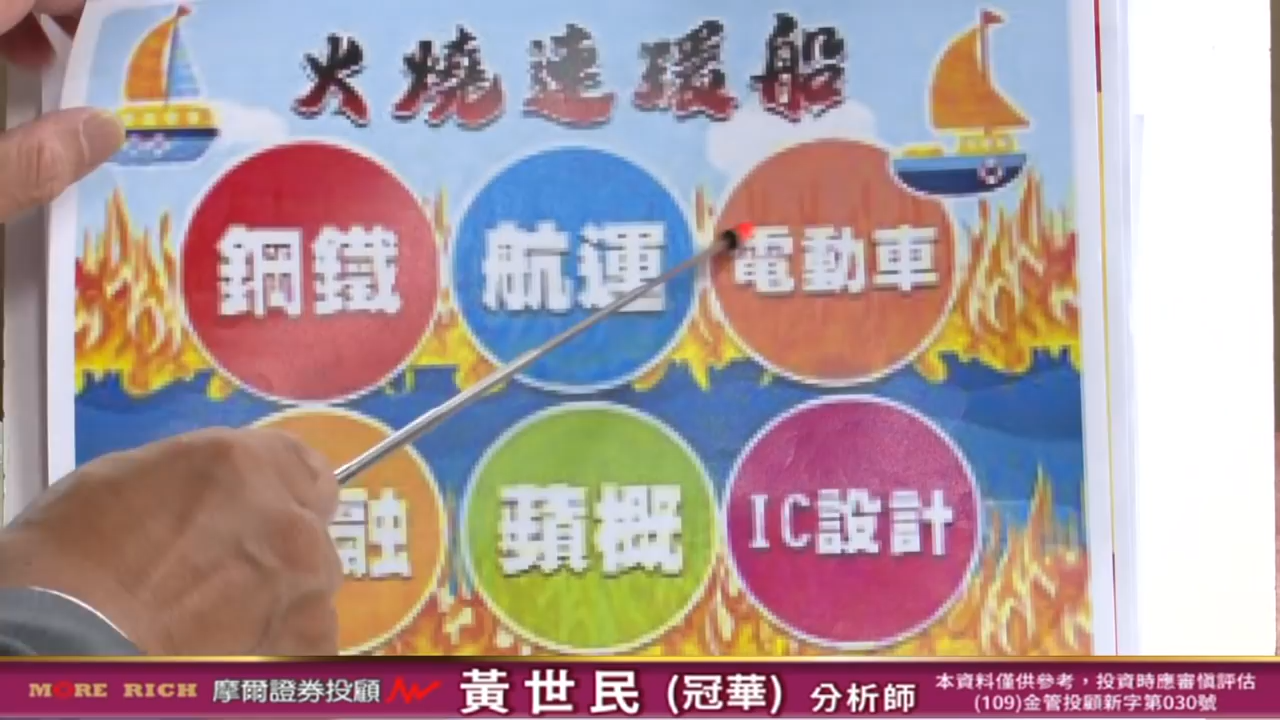 火燒連環船
鋼鐵 航運 電動車
融 蘋概 IC設計
MORE RICH 摩爾證券投顧 黃世民(冠華) 分析師
本資料僅供參考，投資時應審慎評估
(109)金管投顧新字第030號